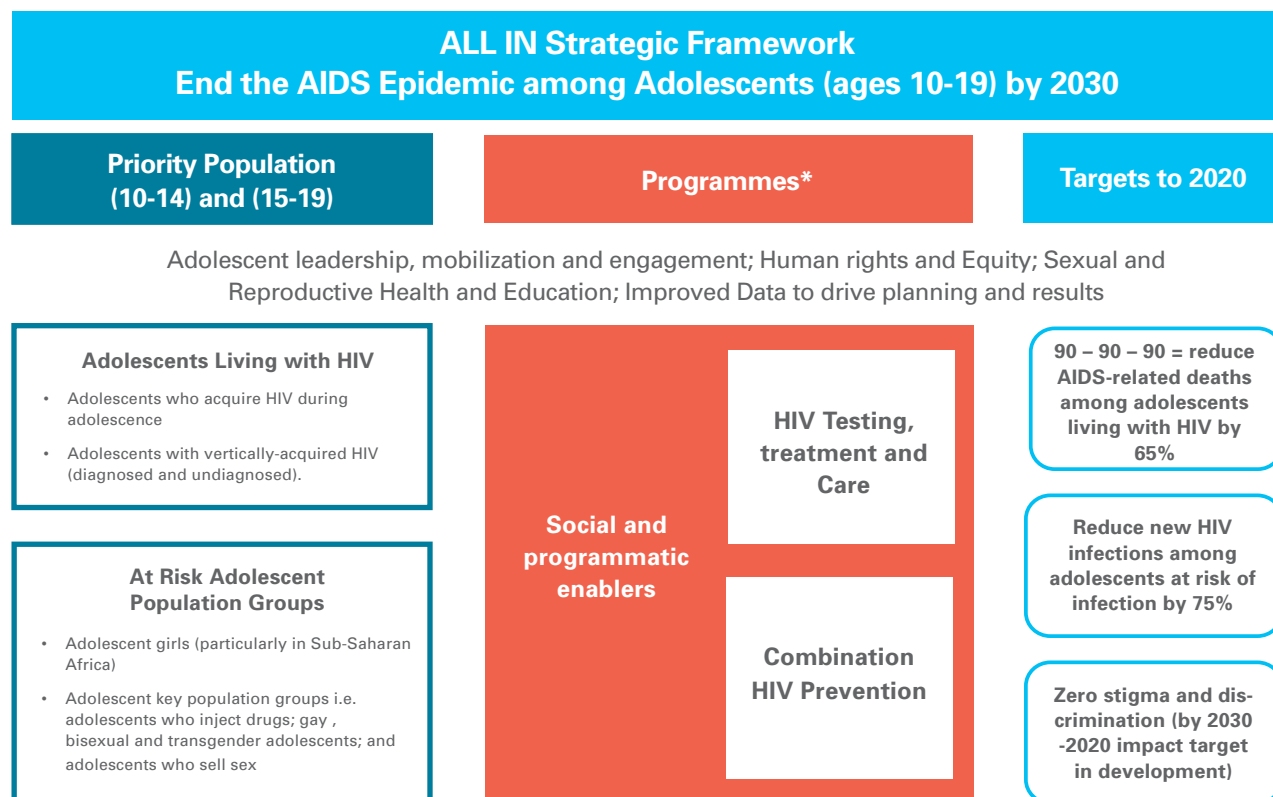 ALL IN Strategic Framework
End the AIDS Epidemic among Adolescents (ages 10-19) by 2030
Priority Population
(10-14) and (15-19)
Programmes*
Targets to 2020
Adolescent leadership, mobilization and engagement; Human rights and Equity; Sexual and
Reproductive Health and Education; Improved Data to drive planning and results
Adolescents Living with HIV
• Adolescents who acquire HIV during
adolescence
• Adolescents with vertically-acquired HIV
(diagnosed and undiagnosed).
At Risk Adolescent
Population Groups
• Adolescent girls (particularly in Sub-Saharan
Africa)
• Adolescent key population groups i.e.
adolescents who inject drugs; gay ,
bisexual and transgender adolescents; and
adolescents who sell sex
Social and
programmatic
enablers
HIV Testing,
treatment and
Care
Combination
HIV Prevention
90 – 90 – 90 = reduce
AIDS-related deaths
among adolescents
living with HIV by
65%
Reduce new HIV
infections among
adolescents at risk of
infection by 75%
Zero stigma and dis-
crimination (by 2030
-2020 impact target
in development)